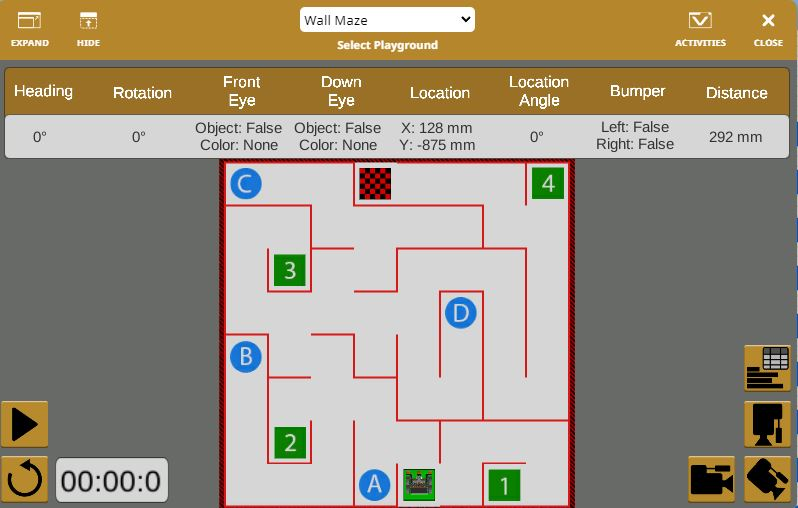 Wall Maze
EXPAND
HIDE
Select Playground
ACTIVITIES
CLOSE
Heading
Rotation
Front
Eye
Down
Eye
Location
Location
Angle
Bumper
Distance
0°
0°
Object: False
Color: None
Object: False
Color: None
X: 128 mm
Y: -875 mm
0°
Left: False
Right: False
292 mm
C
4
3
D
B
2
A
1
00:00:0